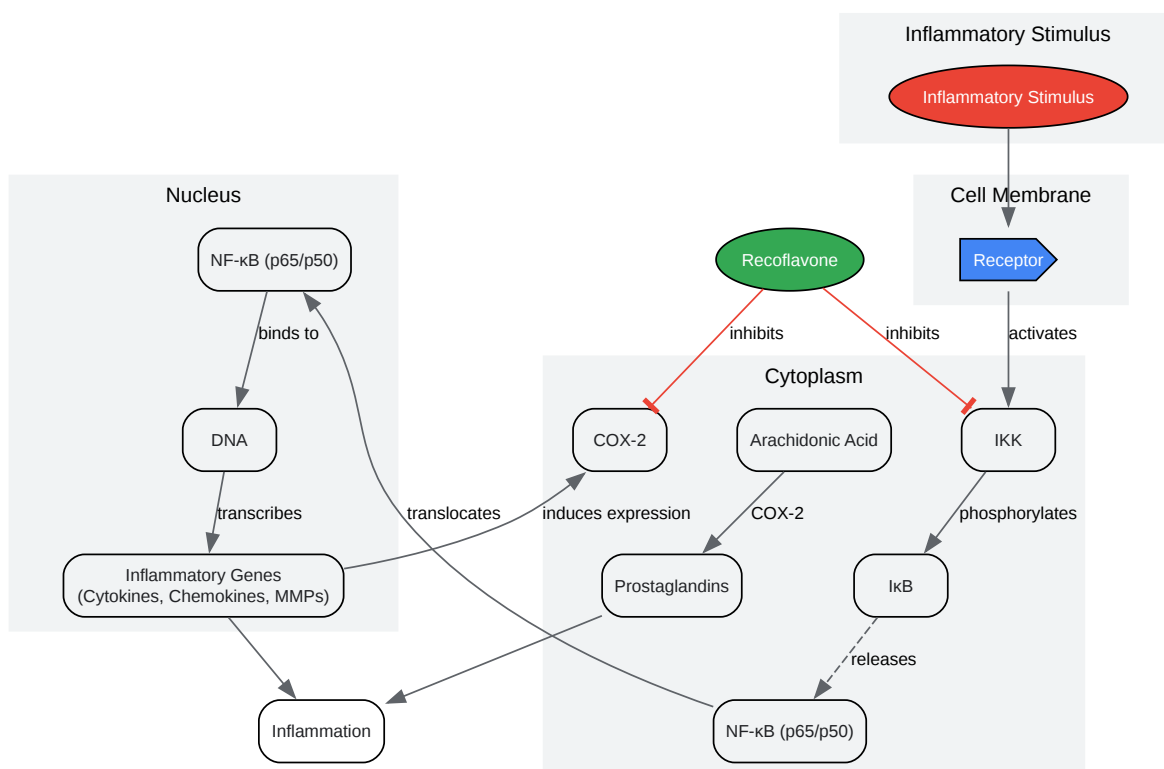 Inflammatory Stimulus
Inflammatory Stimulus
Nucleus
Cell Membrane
NF-κB (p65/p50)
Recoflavone
Receptor
binds to
inhibits
inhibits
activates
Cytoplasm
DNA
COX-2
Arachidonic Acid
IKK
transcribes
translocates
induces expression
COX-2
phosphorylates
Inflammatory Genes
(Cytokines, Chemokines, MMPs)
Prostaglandins
IκB
releases
Inflammation
NF-κB (p65/p50)